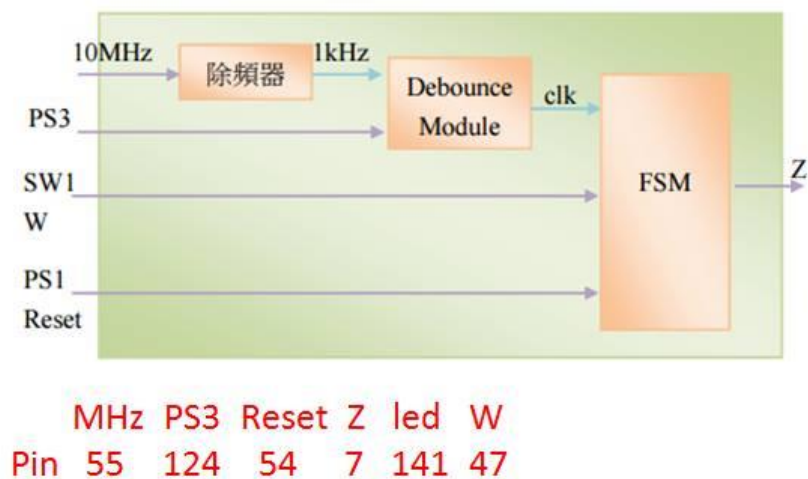 10MHz
除頻器
1kHz
Debounce
Module
clk
PS3
SW1
W
FSM
Z
PS1
Reset
MHz PS3 Reset Z led W
Pin 55 124 54 7 141 47